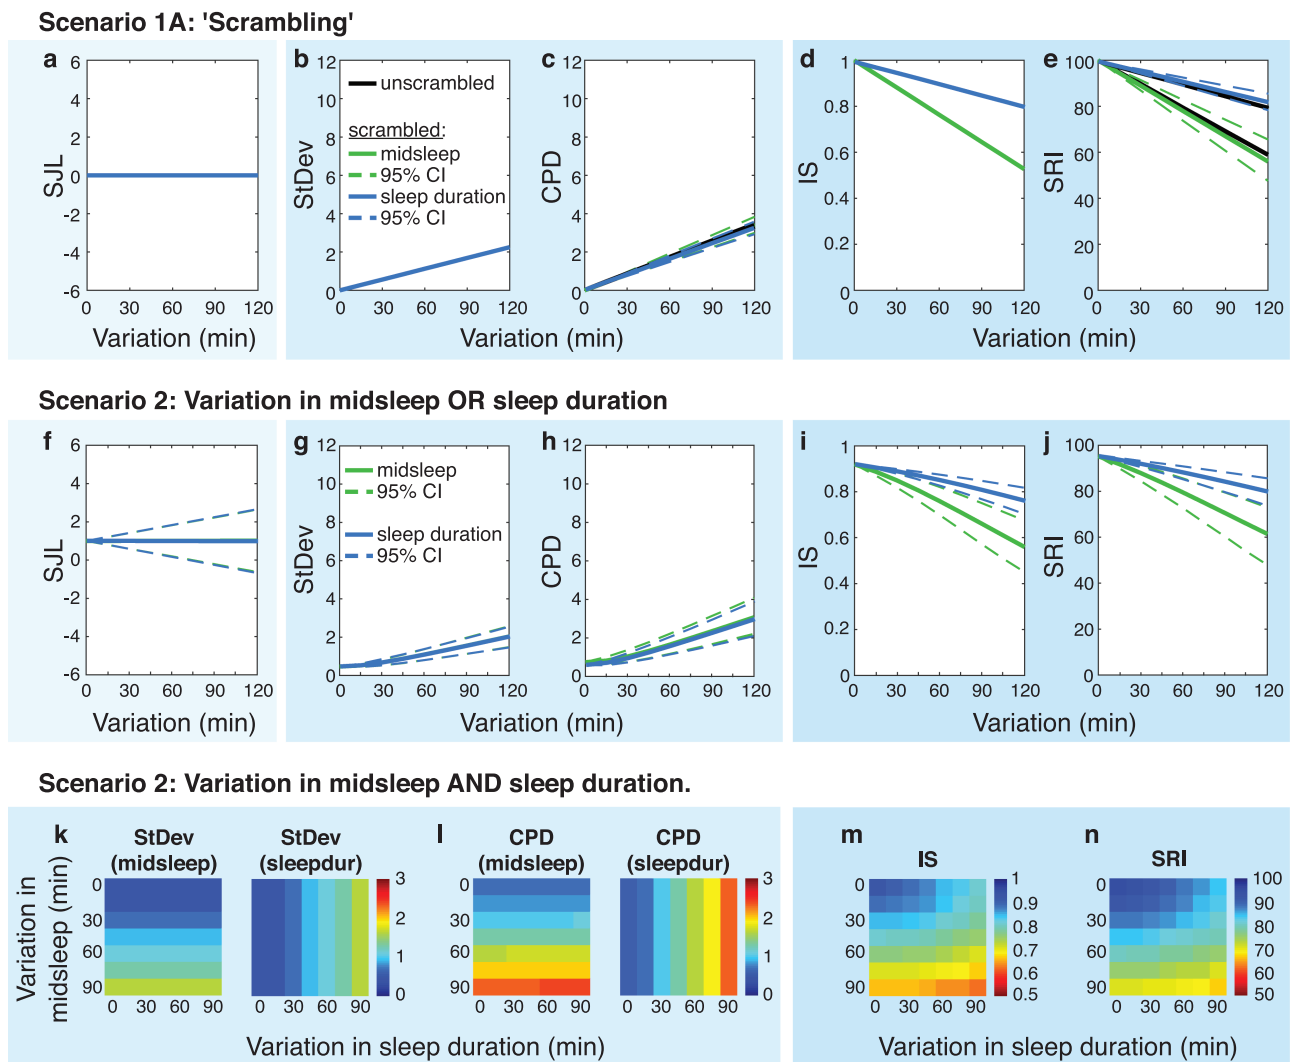 Scenario 1A: 'Scrambling'
a
SJL
6
4
2
0
-2
-4
-6
0 30 60 90 120
Variation (min)
b
StDev
12
10
8
6
4
2
0
unscrambled
scrambled:
midsleep
95% CI
sleep duration
95% CI
0 30 60 90 120
c
CPD
12
10
8
6
4
2
0
0 30 60 90 120
Variation (min)
d
IS
1
0.8
0.6
0.4
0.2
0
0 30 60 90 120
e
SRI
100
80
60
40
20
0
0 30 60 90 120
Variation (min)
Scenario 2: Variation in midsleep OR sleep duration
f
SJL
6
4
2
0
-2
-4
-6
0 30 60 90 120
Variation (min)
g
StDev
12
10
8
6
4
2
0
midsleep
95% CI
sleep duration
95% CI
0 30 60 90 120
h
CPD
12
10
8
6
4
2
0
0 30 60 90 120
Variation (min)
i
IS
1
0.8
0.6
0.4
0.2
0
0 30 60 90 120
j
SRI
100
80
60
40
20
0
0 30 60 90 120
Variation (min)
Scenario 2: Variation in midsleep AND sleep duration.
k
Variation in
midsleep (min)
StDev
(midsleep)
0
30
60
90
0 30 60 90
StDev
(sleepdur)
0 30 60 90
3
2
1
0
l
CPD
(midsleep)
0
30
60
90
0 30 60 90
CPD
(sleepdur)
0 30 60 90
3
2
1
0
Variation in sleep duration (min)
m
IS
0
30
60
90
0 30 60 90
1
0.9
0.8
0.7
0.6
0.5
n
SRI
0
30
60
90
0 30 60 90
100
90
80
70
60
50
Variation in sleep duration (min)